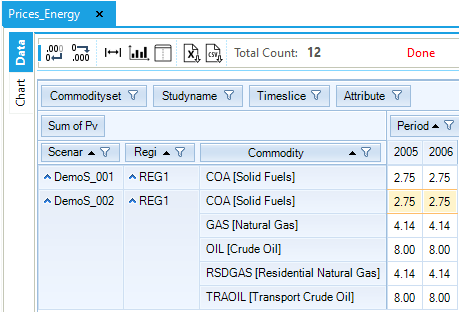 Prices_Energy ×
Data
Chart
.000 .000 Total Count: 12 Done
Commodityset Studyname Timeslice Attribute
Sum of Pv Period
Scenar Regi Commodity 2005 2006
DemoS_001 REG1 COA [Solid Fuels] 2.75 2.75
DemoS_002 REG1 COA [Solid Fuels] 2.75 2.75
GAS [Natural Gas] 4.14 4.14
OIL [Crude Oil] 8.00 8.00
RSDGAS [Residential Natural Gas] 4.14 4.14
TRAOIL [Transport Crude Oil] 8.00 8.00